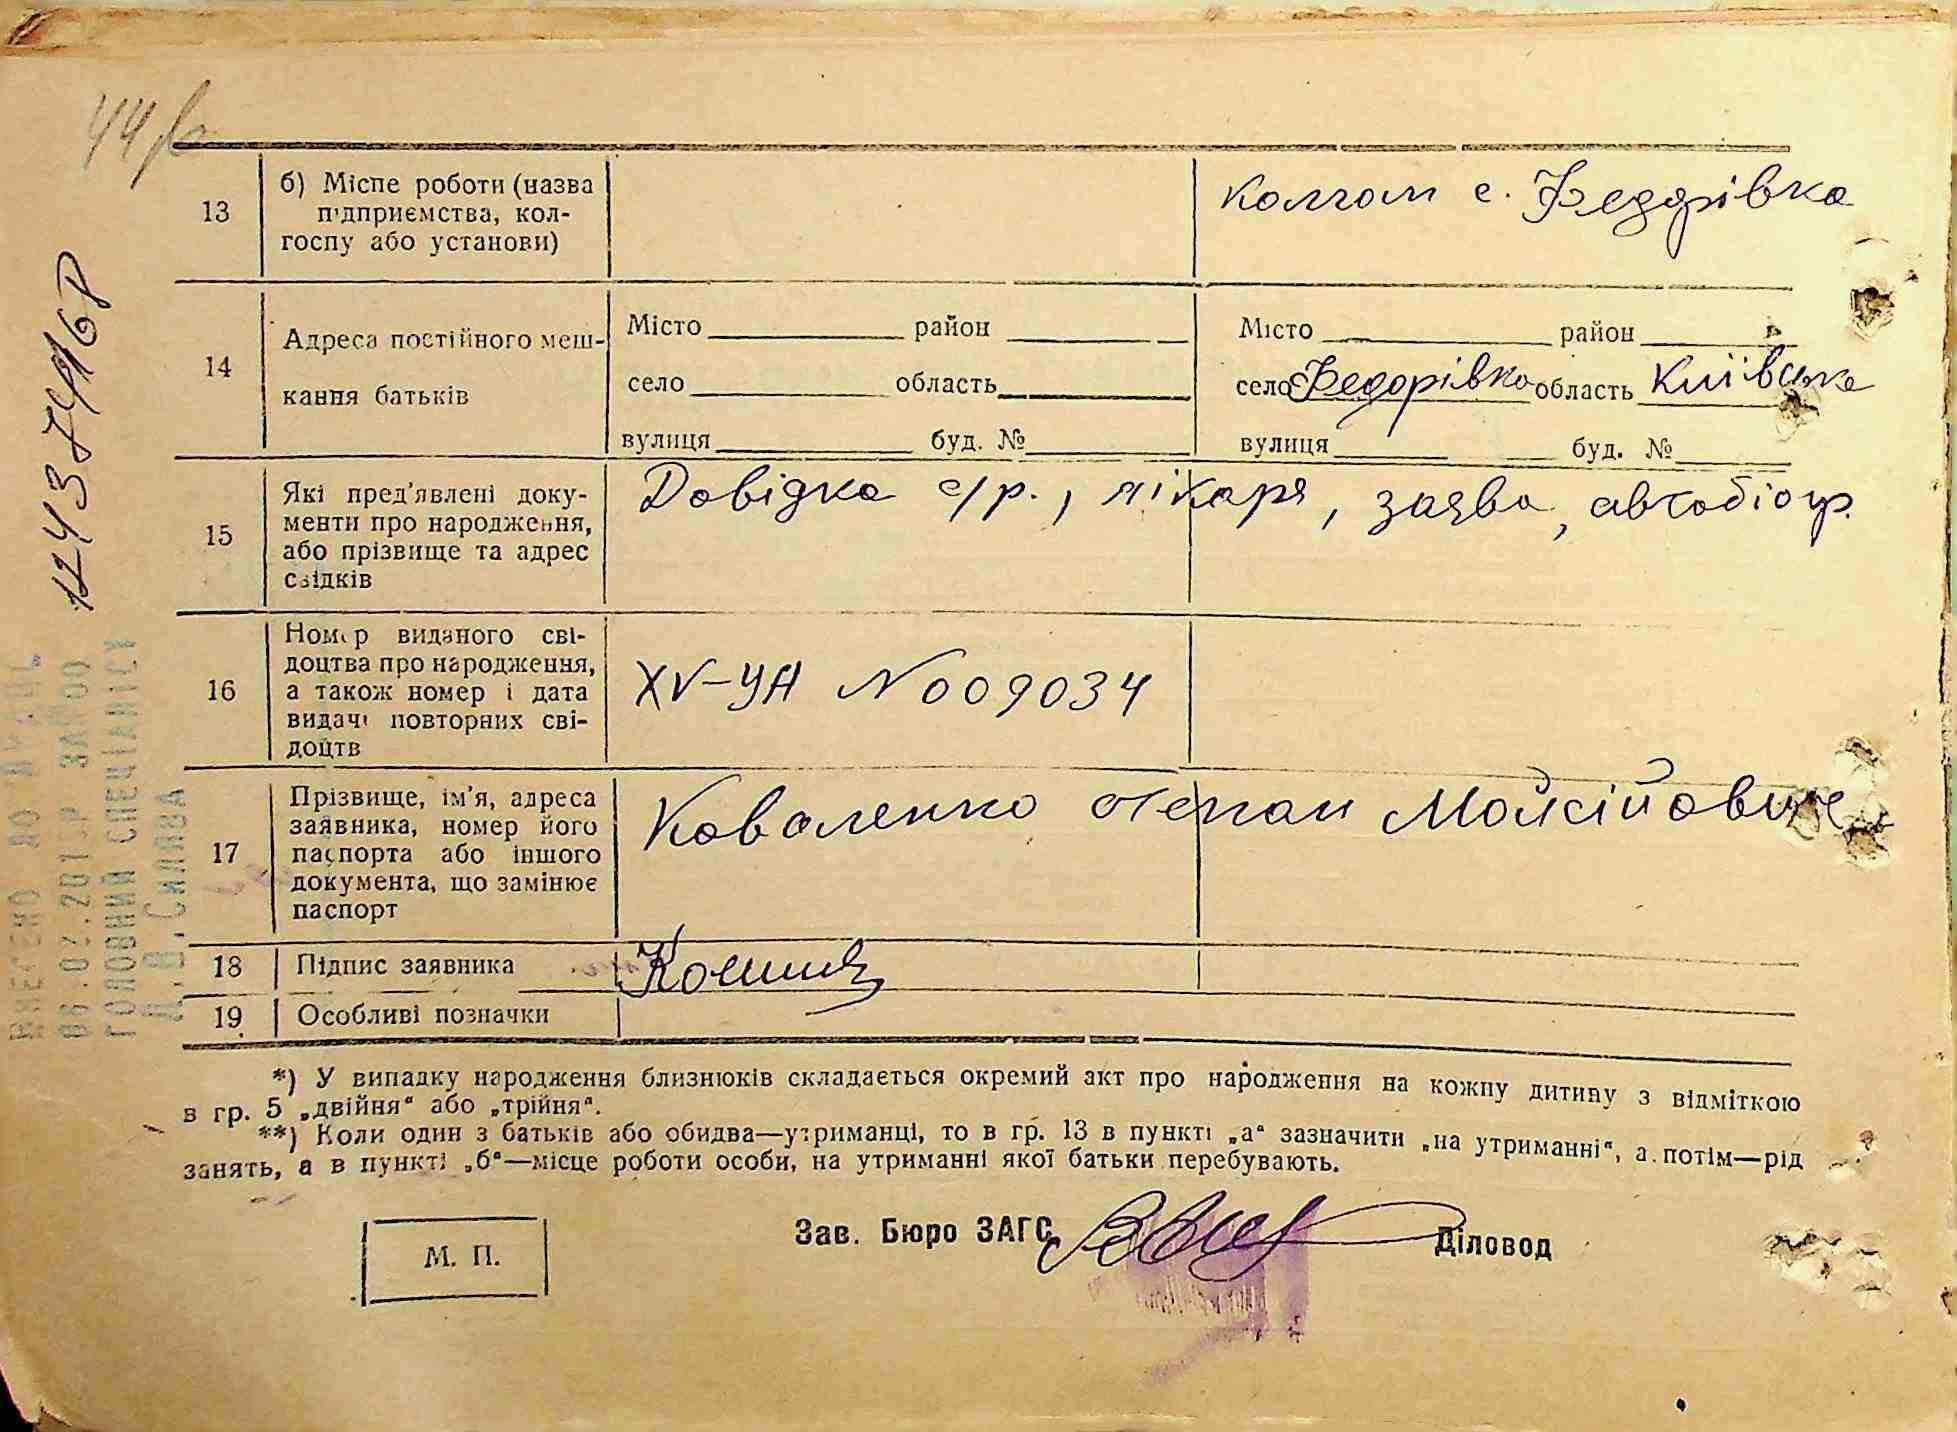 44
13
б) Місце роботи (назва
підприємства, кол-
госпу або установи)
колгосп с. Федорівка
14
Адреса постійного меш-
кання батьків
Місто район
село область
вулиця буд. №
Місто район
село Федорівка область Київська
вулиця буд. №
15
Які пред'явлені доку-
менти про народження,
або прізвище та адрес
свідків
Довідка с/р., лікаря, заява, автобіогр.
16
Номер виданого сві-
доцтва про народження,
а також номер і дата
видачі повторних сві-
доцтв
XV-УА № 009034
17
Прізвище, ім'я, адреса
заявника, номер його
паспорта або іншого
документа, що замінює
паспорт
Коваленко Степан Мойсійович
18
Підпис заявника
19
Особливі позначки
*) У випадку народження близнюків складається окремий акт про народження на кожну дитину з відміткою
в гр. 5 „двійня“ або „трійня“.
**) Коли один з батьків або обидва—утриманці, то в гр. 13 в пункті „а“ зазначити „на утриманні“, а потім—рід
занять, а в пункті „б“—місце роботи особи, на утриманні якої батьки перебувають.
М. П.
Зав. Бюро ЗАГС
Діловод
ВНЕСЕНО ДО
ГОЛОВНИЙ СПЕЦІАЛІСТ